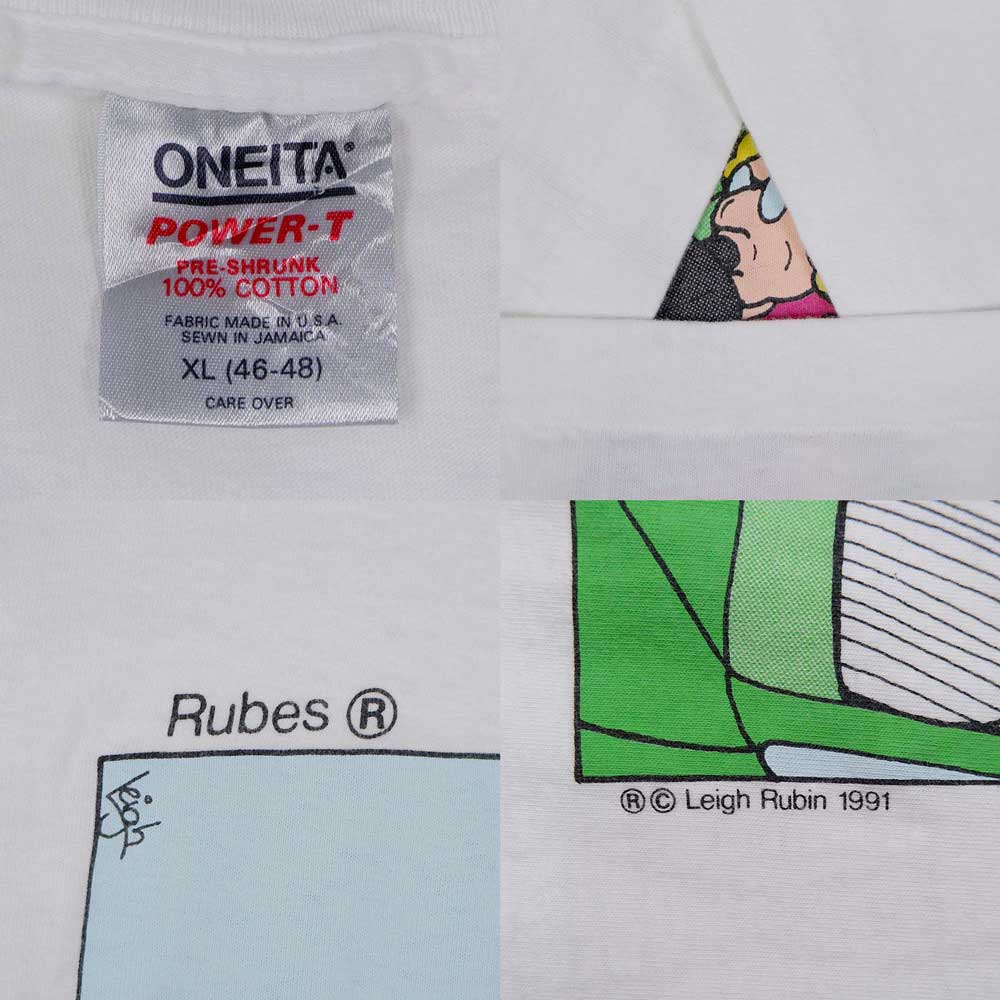 ONEITA®
POWER-T
PRE-SHRUNK
100% COTTON
FABRIC MADE IN U.S.A.
SEWN IN JAMAICA
XL (46-48)
CARE OVER
Rubes ®
Leigh
®© Leigh Rubin 1991